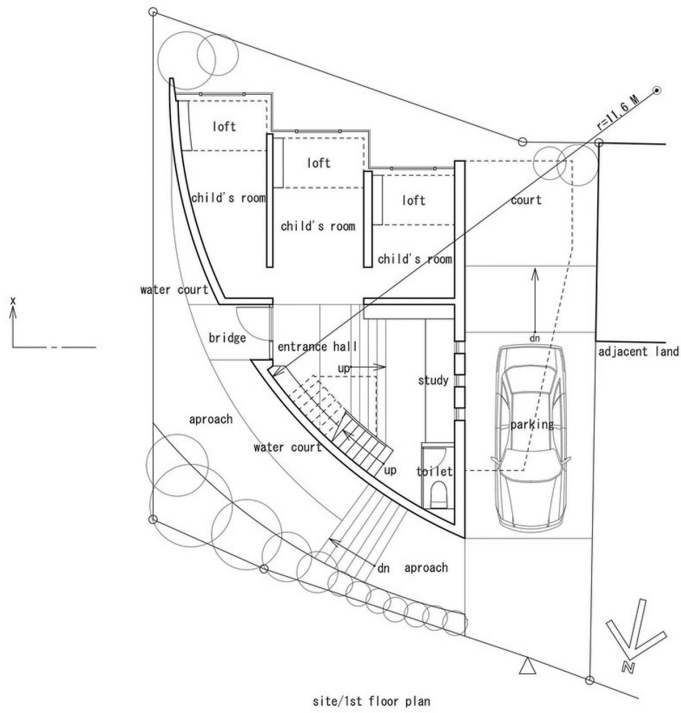 r=11.6 M
loft
loft
loft
child's room
child's room
child's room
court
water court
x
bridge
entrance hall
up
dn
adjacent land
study
aproach
parking
water court
up
toilet
dn aproach
N
site/1st floor plan